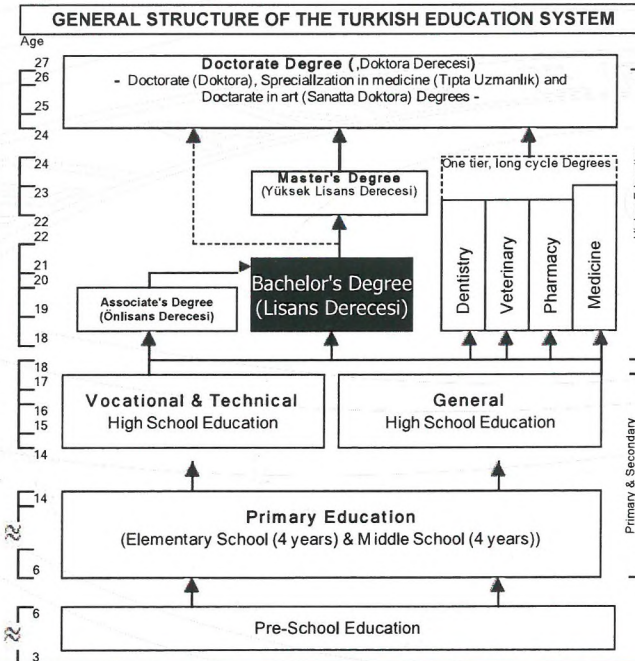 GENERAL STRUCTURE OF THE TURKISH EDUCATION SYSTEM
Age
27
26
25
24
Doctorate Degree (,Doktora Derecesi)
- Doctorate (Doktora), Sprecialization in medicine (Tıpta Uzmanlık) and
Doctarate in art (Sanatta Doktora) Degrees -
24
23
22
Master's Degree
(Yüksek Lisans Derecesi)
One tier, long cycle Degrees
22
21
20
19
18
Associate's Degree
(Önlisans Derecesi)
Bachelor's Degree
(Lisans Derecesi)
Dentistry
Veterinary
Pharmacy
Medicine
18
17
16
15
14
Vocational & Technical
High School Education
General
High School Education
Primary & Secondary
14
6
Primary Education
(Elementary School (4 years) & Middle School (4 years))
6
3
Pre-School Education